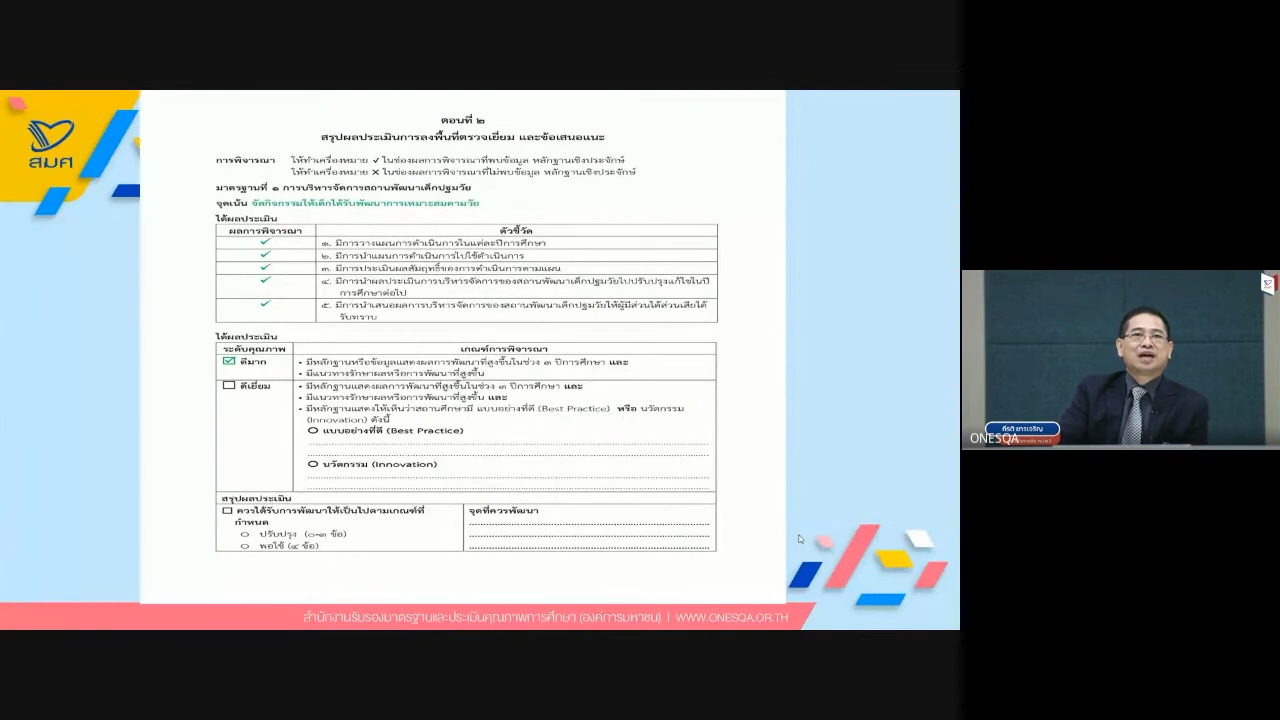 สมศ
ตอนที่ ๒
สรุปผลประเมินการลงพื้นที่ตรวจเยี่ยม และข้อเสนอแนะ
การพิจารณา ให้ทำเครื่องหมาย ✓ ในช่องผลการพิจารณาที่พบข้อมูล หลักฐานเชิงประจักษ์
ให้ทำเครื่องหมาย ✕ ในช่องผลการพิจารณาที่ไม่พบข้อมูล หลักฐานเชิงประจักษ์
มาตรฐานที่ ๑ การบริหารจัดการสถานพัฒนาเด็กปฐมวัย
จุดเน้น จัดกิจกรรมให้เด็กได้รับพัฒนาการเหมาะสมตามวัย
ได้ผลประเมิน
ผลการพิจารณา ตัวชี้วัด
✓ ๑. มีการวางแผนการดำเนินการในแต่ละปีการศึกษา
✓ ๒. มีการนำแผนการดำเนินการไปใช้ดำเนินการ
✓ ๓. มีการประเมินผลสัมฤทธิ์ของการดำเนินการตามแผน
✓ ๔. มีการนำผลประเมินการบริหารจัดการของสถานพัฒนาเด็กปฐมวัยไปปรับปรุงแก้ไขในปี
การศึกษาต่อไป
✓ ๕. มีการนำเสนอผลการบริหารจัดการของสถานพัฒนาเด็กปฐมวัยให้ผู้มีส่วนได้ส่วนเสียได้
รับทราบ
ได้ผลประเมิน
ระดับคุณภาพ เกณฑ์การพิจารณา
☑ ดีมาก • มีหลักฐานหรือข้อมูลแสดงผลการพัฒนาที่สูงขึ้นในช่วง ๓ ปีการศึกษา และ
• มีแนวทางรักษาผลหรือการพัฒนาที่สูงขึ้น
☐ ดีเยี่ยม • มีหลักฐานแสดงผลการพัฒนาที่สูงขึ้นในช่วง ๓ ปีการศึกษา และ
• มีแนวทางรักษาผลหรือการพัฒนาที่สูงขึ้น และ
• มีหลักฐานแสดงให้เห็นว่าสถานศึกษามี แบบอย่างที่ดี (Best Practice) หรือ นวัตกรรม
(Innovation) ดังนี้
○ แบบอย่างที่ดี (Best Practice)
○ นวัตกรรม (Innovation)
สรุปผลประเมิน
☐ ควรได้รับการพัฒนาให้เป็นไปตามเกณฑ์ที่ จุดที่ควรพัฒนา
กำหนด
○ ปรับปรุง (๐-๓ ข้อ)
○ พอใช้ (๔ ข้อ)
สำนักงานรับรองมาตรฐานและประเมินคุณภาพการศึกษา (องค์การมหาชน) | WWW.ONESQA.OR.TH
ONESQA